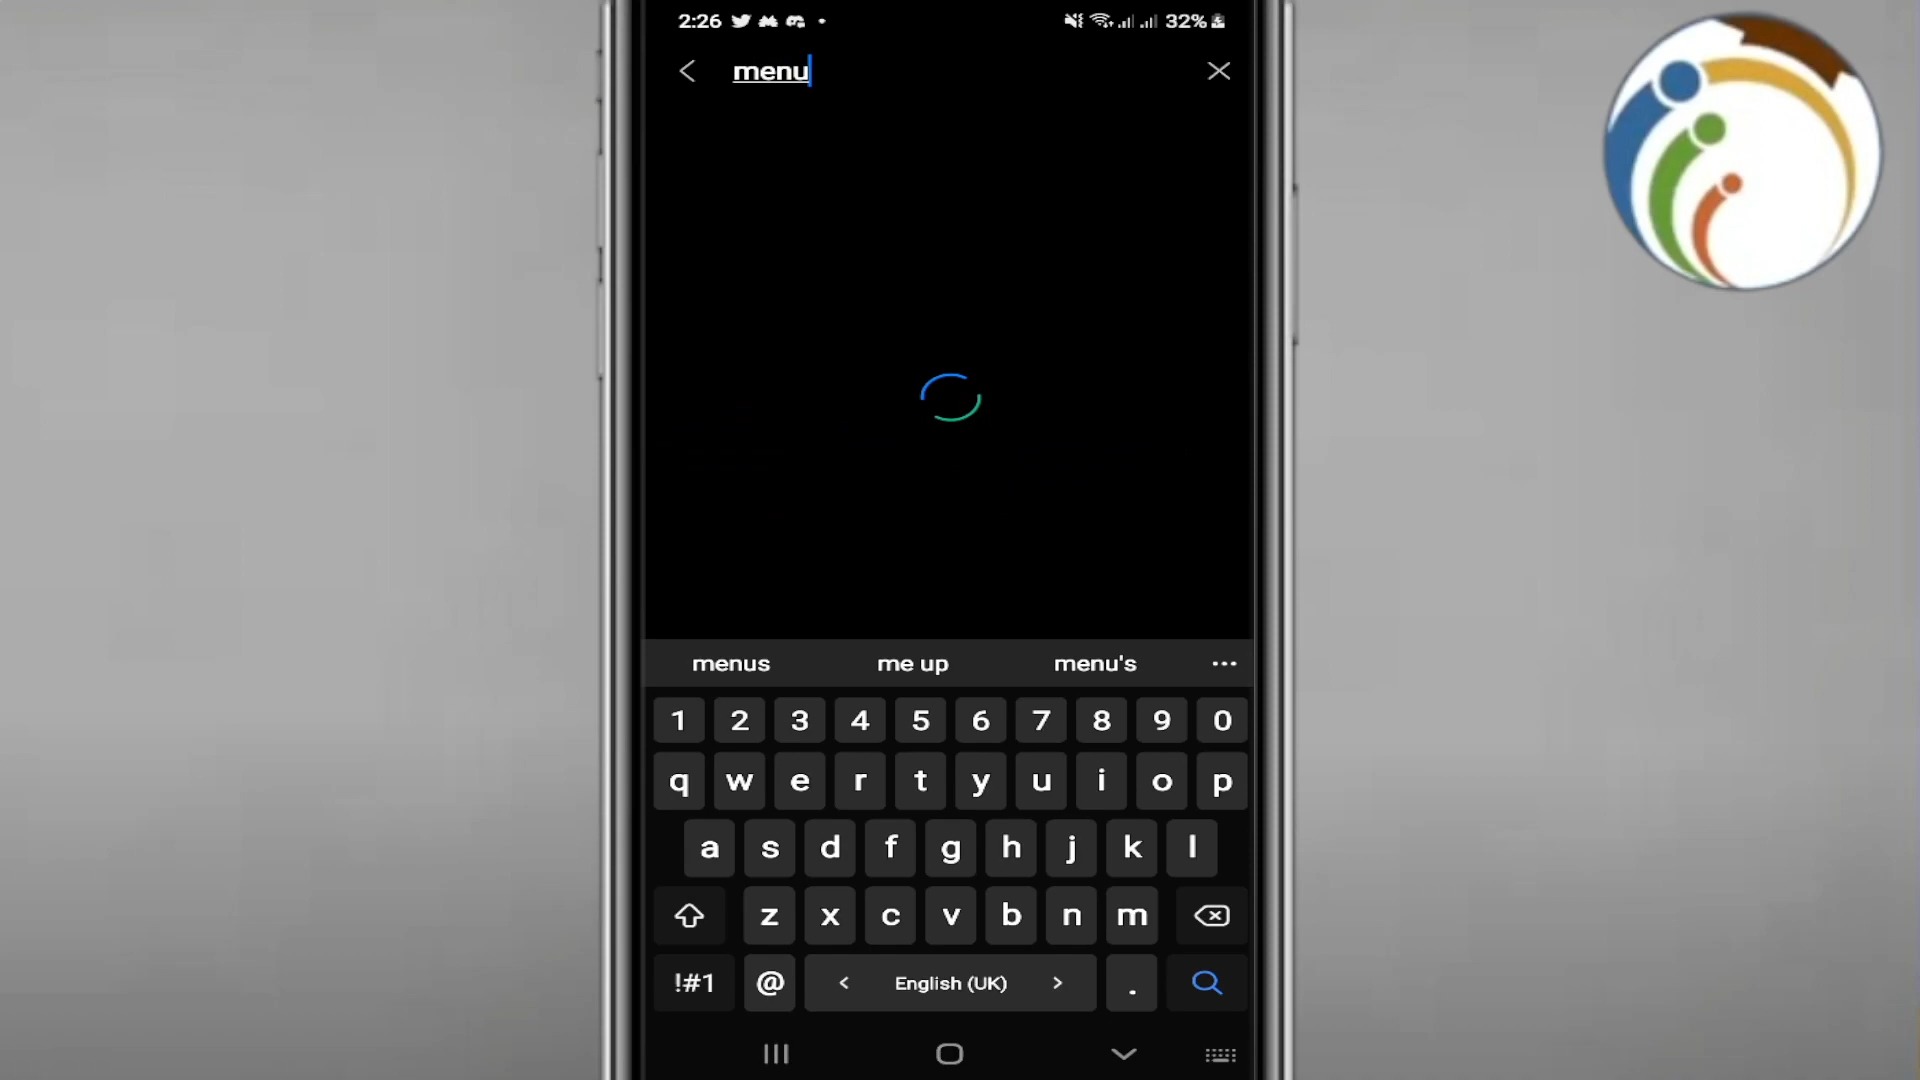 2:26 32%
menu
menus me up menu's
1 2 3 4 5 6 7 8 9 0
q w e r t y u i o p
a s d f g h j k l
z x c v b n m
!#1 @ < English (UK) > .